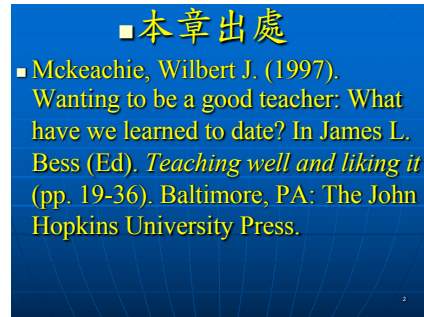 本章出處
Mckeachie, Wilbert J. (1997).
Wanting to be a good teacher: What
have we learned to date? In James L.
Bess (Ed). Teaching well and liking it
(pp. 19-36). Baltimore, PA: The John
Hopkins University Press.
2